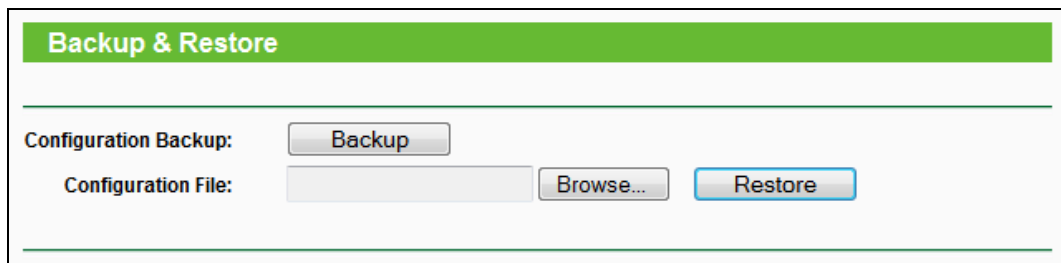 Backup & Restore
Configuration Backup: Backup
Configuration File: Browse... Restore